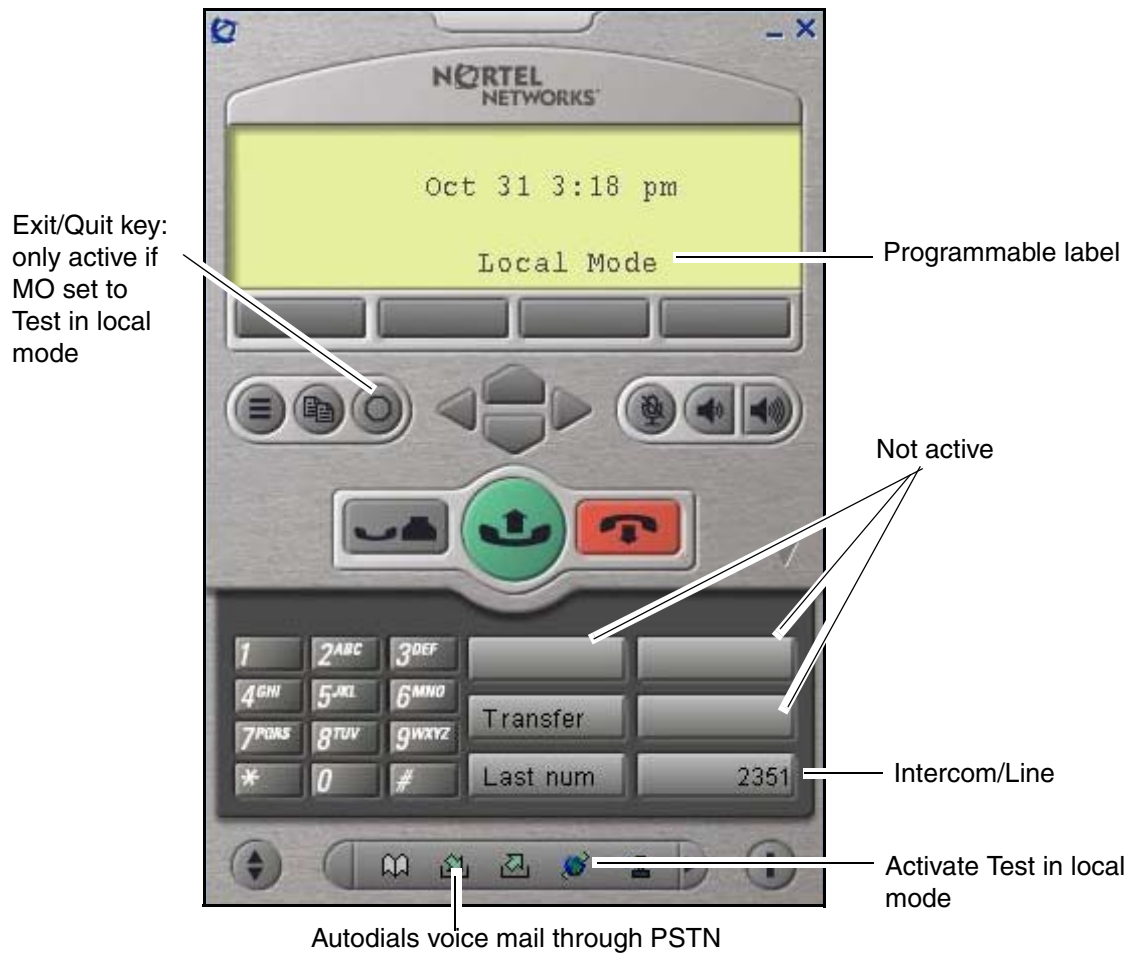 NORTEL
NETWORKS
Oct 31 3:18 pm
Local Mode
Programmable label
Exit/Quit key:
only active if
MO set to
Test in local
mode
Not active
1 2ABC 3DEF
4GHI 5JKL 6MNO
Transfer
7PQRS 8TUV 9WXYZ
* 0 # Last num 2351
Intercom/Line
Activate Test in local
mode
Autodials voice mail through PSTN